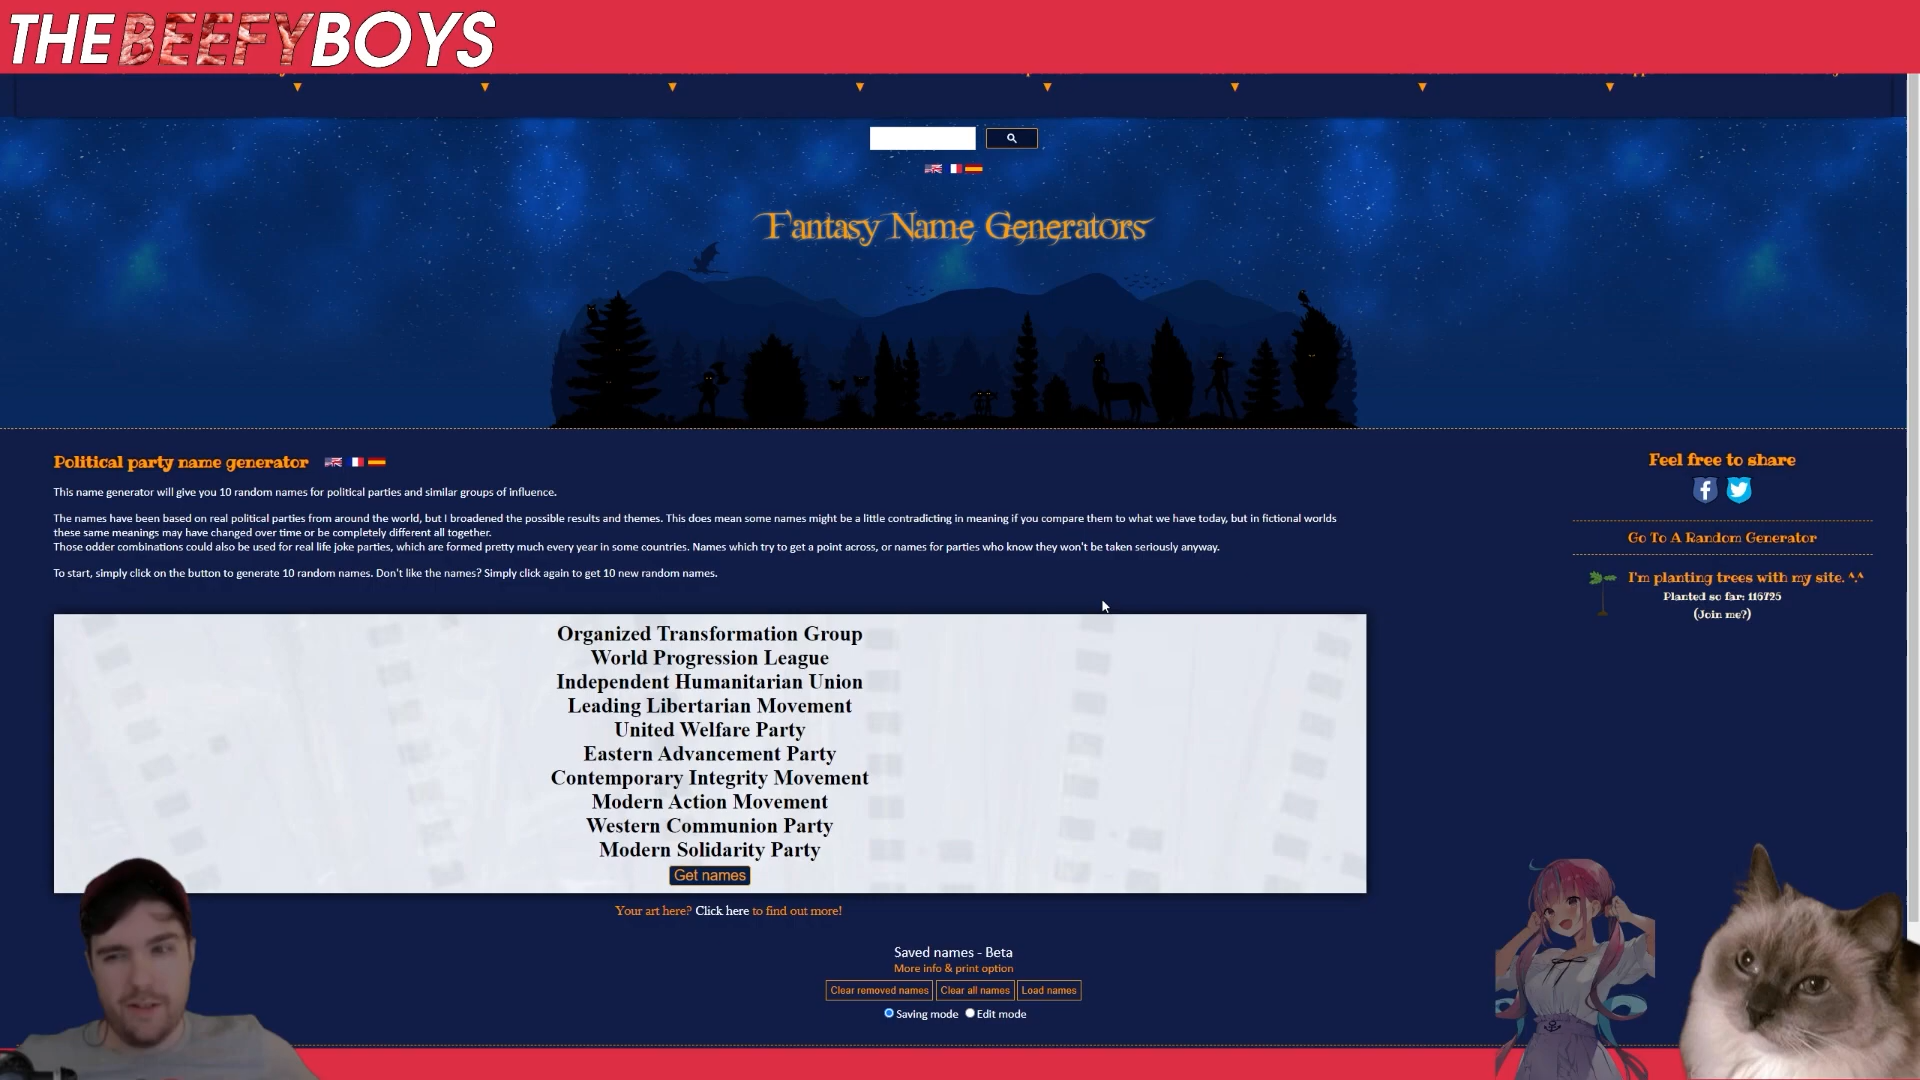 THE BEEFY BOYS
Fantasy Name Generators
Political party name generator
This name generator will give you 10 random names for political parties and similar groups of influence.
The names have been based on real political parties from around the world, but I broadened the possible results and themes. This does mean some names might be a little contradicting in meaning if you compare them to what we have today, but in fictional worlds
these same meanings may have changed over time or be completely different all together.
Those odder combinations could also be used for real life joke parties, which are formed pretty much every year in some countries. Names which try to get a point across, or names for parties who know they won't be taken seriously anyway.
To start, simply click on the button to generate 10 random names. Don't like the names? Simply click again to get 10 new random names.
Organized Transformation Group
World Progression League
Independent Humanitarian Union
Leading Libertarian Movement
United Welfare Party
Eastern Advancement Party
Contemporary Integrity Movement
Modern Action Movement
Western Communion Party
Modern Solidarity Party
Get names
Your art here? Click here to find out more!
Saved names - Beta
More info & print option
Clear removed names Clear all names Load names
Saving mode Edit mode
Feel free to share
Go To A Random Generator
I'm planting trees with my site. ^.^
Planted so far: 116795
(Join me?)